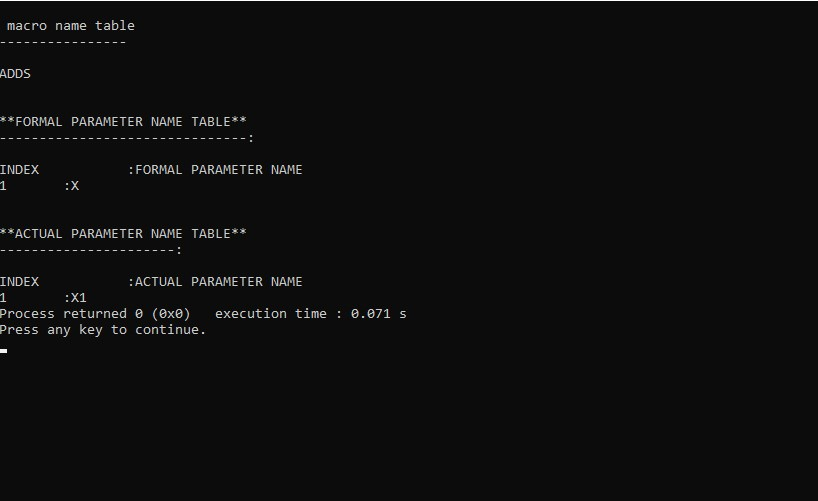 macro name table
----------------
ADDS
**FORMAL PARAMETER NAME TABLE**
-------------------------------:
INDEX           :FORMAL PARAMETER NAME
1       :X
**ACTUAL PARAMETER NAME TABLE**
----------------------:
INDEX           :ACTUAL PARAMETER NAME
1       :X1
Process returned 0 (0x0)   execution time : 0.071 s
Press any key to continue.